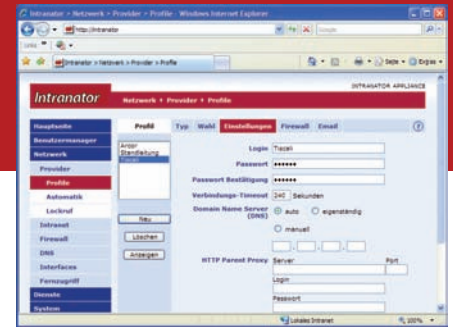 Intranator > Netzwerk > Provider > Profile - Windows Internet Explorer
http://intranator
Google
Links
Intranator > Netzwerk > Provider > Profile
Seite
Extras
INTRANATOR APPLIANCE
Intranator
Netzwerk > Provider > Profile
Hauptseite
Benutzermanager
Netzwerk
Provider
Profile
Automatik
Lockruf
Intranet
Firewall
DNS
Interfaces
Fernzugriff
Dienste
System
Profil
Typ Wahl Einstellungen Firewall Email
Arcor
Standleitung
Tiscali
Neu
Löschen
Anzeigen
Login Tiscali
Passwort ••••••
Passwort Bestätigung ••••••
Verbindungs-Timeout 240 Sekunden
Domain Name Server (DNS)
auto eigenständig
manuell
HTTP Parent Proxy Server Port
Login
Passwort
Lokales Intranet
100%